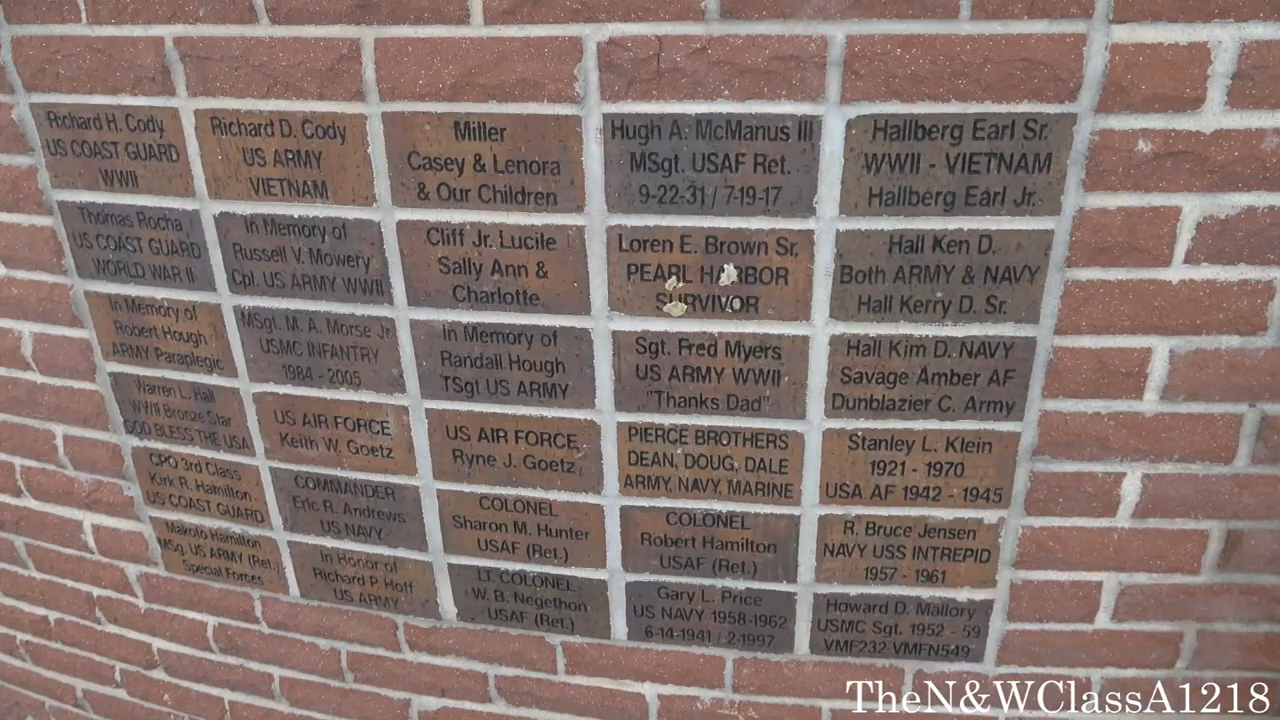 Richard H. Cody
US COAST GUARD
WWII
Richard D. Cody
US ARMY
VIETNAM
Miller
Casey & Lenora
& Our Children
Hugh A. McManus III
MSgt. USAF Ret.
9-22-31 / 7-19-17
Hallberg Earl Sr.
WWII - VIETNAM
Hallberg Earl Jr.
Thomas Rocha
US COAST GUARD
WORLD WAR II
In Memory of
Russell V. Mowery
Cpl. US ARMY WWII
Cliff Jr. Lucile
Sally Ann &
Charlotte
Loren E. Brown Sr.
PEARL HARBOR
SURVIVOR
Hall Ken D.
Both ARMY & NAVY
Hall Kerry D. Sr.
In Memory of
Robert Hough
ARMY Paraplegic
MSgt. M. A. Morse Jr
USMC INFANTRY
1984 - 2005
In Memory of
Randall Hough
TSgt US ARMY
Sgt. Fred Myers
US ARMY WWII
"Thanks Dad"
Hall Kim D. NAVY
Savage Amber AF
Dunblazier C. Army
Warren L. Hall
WWII Bronze Star
GOD BLESS THE USA
US AIR FORCE
Keith W. Goetz
US AIR FORCE
Ryne J. Goetz
PIERCE BROTHERS
DEAN, DOUG, DALE
ARMY, NAVY, MARINE
Stanley L. Klein
1921 - 1970
USA AF 1942 - 1945
CPO 3rd Class
Kirk R. Hamilton
US COAST GUARD
COMMANDER
Eric R. Andrews
US NAVY
COLONEL
Sharon M. Hunter
USAF (Ret.)
COLONEL
Robert Hamilton
USAF (Ret.)
R. Bruce Jensen
NAVY USS INTREPID
1957 - 1961
Makoto Hamilton
MSg. US ARMY (Ret.)
Special Forces
In Honor of
Richard P. Hoff
US ARMY
LT. COLONEL
W. B. Negethon
USAF (Ret.)
Gary L. Price
US NAVY 1958-1962
6-14-1941 / 2-1997
Howard D. Mallory
USMC Sgt. 1952 - 59
VMF232 VMFN549
TheN&WClassA1218